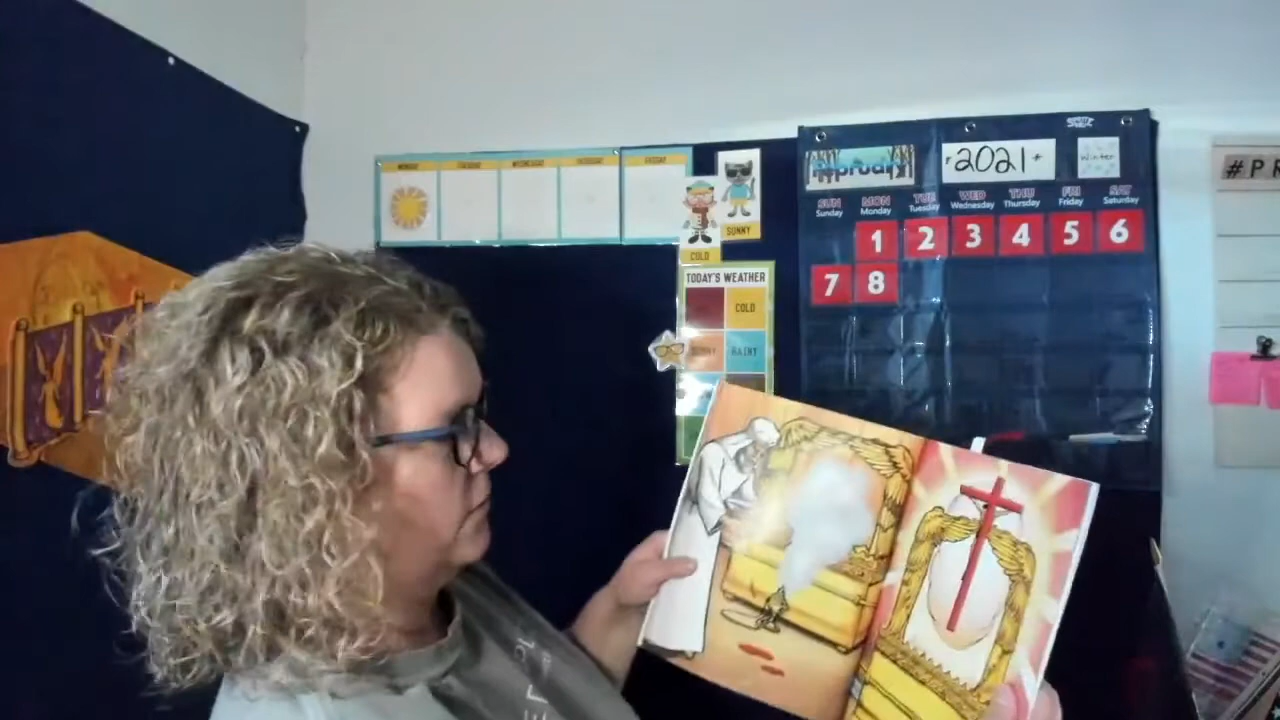 MONDAY TUESDAY WEDNESDAY THURSDAY FRIDAY
SUNNY
COLD
TODAY'S WEATHER
COLD
SUNNY RAINY
2021
Winter
SUN MON TUE WED THU FRI SAT
Sunday Monday Tuesday Wednesday Thursday Friday Saturday
1 2 3 4 5 6
7 8
#PR